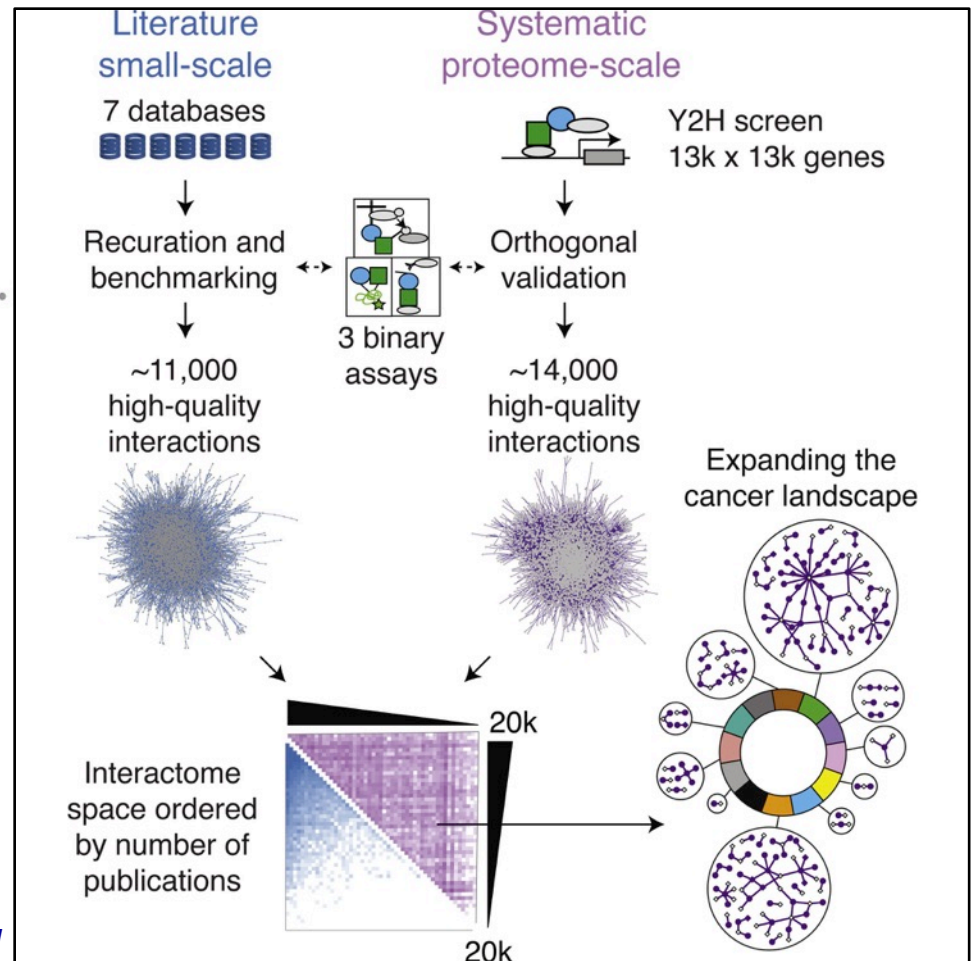 Literature
small-scale
7 databases
Systematic
proteome-scale
Y2H screen
13k x 13k genes
Recuration and
benchmarking
3 binary
assays
Orthogonal
validation
~11,000
high-quality
interactions
~14,000
high-quality
interactions
Expanding the
cancer landscape
Interactome
space ordered
by number of
publications
20k
20k